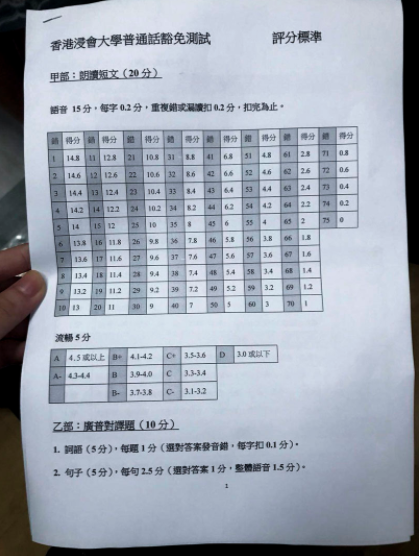 香港浸會大學普通話豁免測試 評分標準
甲部：朗讀短文（20 分）
語音 15 分，每字 0.2 分，重複錯或漏讀扣 0.2 分，扣完為止。
錯 得分 錯 得分 錯 得分 錯 得分 錯 得分 錯 得分 錯 得分 錯 得分
1 14.8 11 12.8 21 10.8 31 8.8 41 6.8 51 4.8 61 2.8 71 0.8
2 14.6 12 12.6 22 10.6 32 8.6 42 6.6 52 4.6 62 2.6 72 0.6
3 14.4 13 12.4 23 10.4 33 8.4 43 6.4 53 4.4 63 2.4 73 0.4
4 14.2 14 12.2 24 10.2 34 8.2 44 6.2 54 4.2 64 2.2 74 0.2
5 14 15 12 25 10 35 8 45 6 55 4 65 2 75 0
6 13.8 16 11.8 26 9.8 36 7.8 46 5.8 56 3.8 66 1.8
7 13.6 17 11.6 27 9.6 37 7.6 47 5.6 57 3.6 67 1.6
8 13.4 18 11.4 28 9.4 38 7.4 48 5.4 58 3.4 68 1.4
9 13.2 19 11.2 29 9.2 39 7.2 49 5.2 59 3.2 69 1.2
10 13 20 11 30 9 40 7 50 5 60 3 70 1
流暢 5 分
A 4.5 或以上 B+ 4.1-4.2 C+ 3.5-3.6 D 3.0 或以下
A- 4.3-4.4 B 3.9-4.0 C 3.3-3.4
B- 3.7-3.8 C- 3.1-3.2
乙部：廣普對譯題（10 分）
1. 詞語（5 分），每題 1 分（選對答案發音錯，每字扣 0.1 分）。
2. 句子（5 分），每句 2.5 分（選對答案 1 分，整體語音 1.5 分）。
1